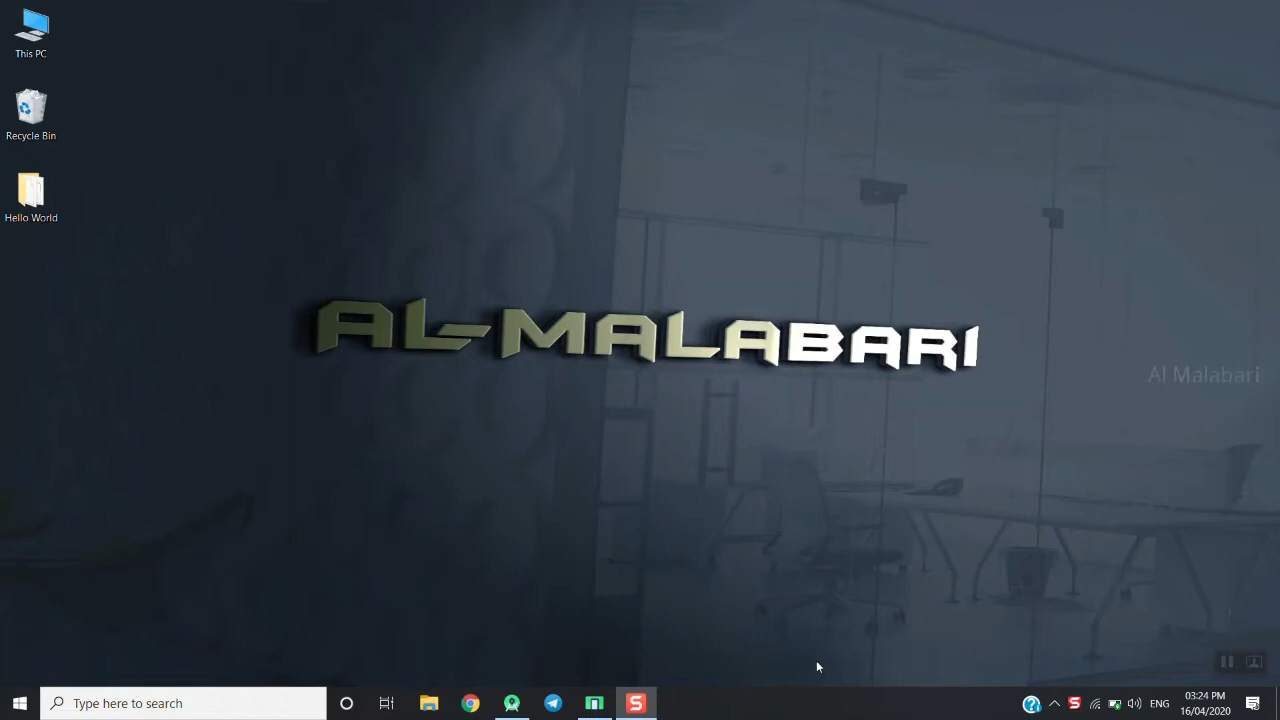 This PC
Recycle Bin
Hello World
AL-MALABARI
Al Malabari
Type here to search
ENG
03:24 PM
16/04/2020